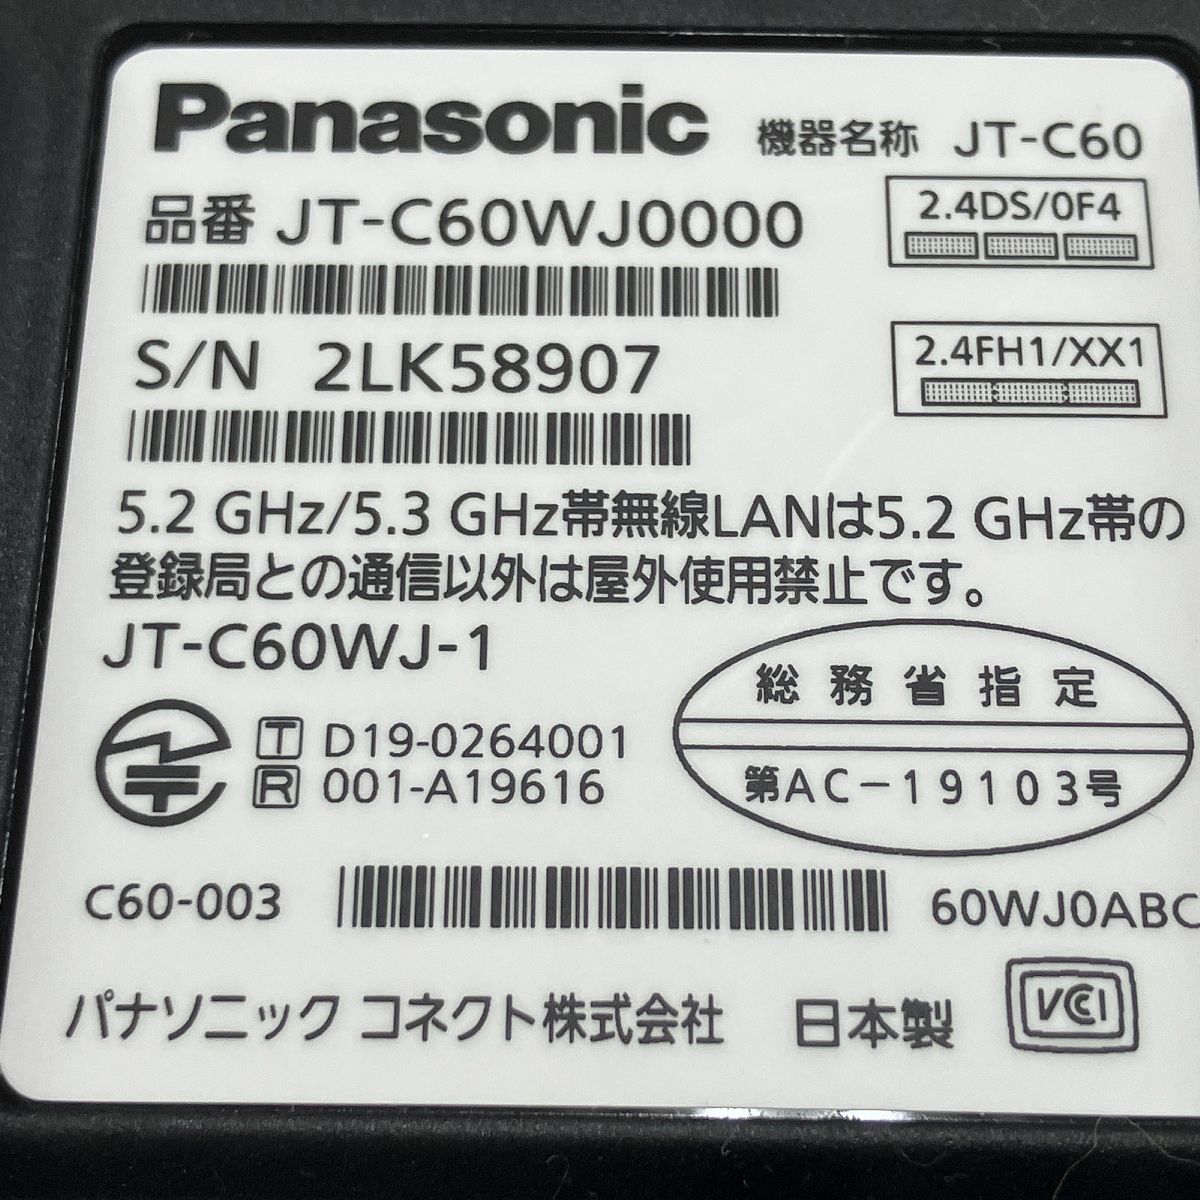 Panasonic 機器名称 JT-C60
品番 JT-C60WJ0000
2.4DS/0F4
S/N 2LK58907
2.4FH1/XX1
5.2 GHz/5.3 GHz帯無線LANは5.2 GHz帯の
登録局との通信以外は屋外使用禁止です。
JT-C60WJ-1
総務省指定
第AC-19103号
T D19-0264001
R 001-A19616
C60-003
60WJ0ABC
パナソニック コネクト株式会社 日本製
VCCI